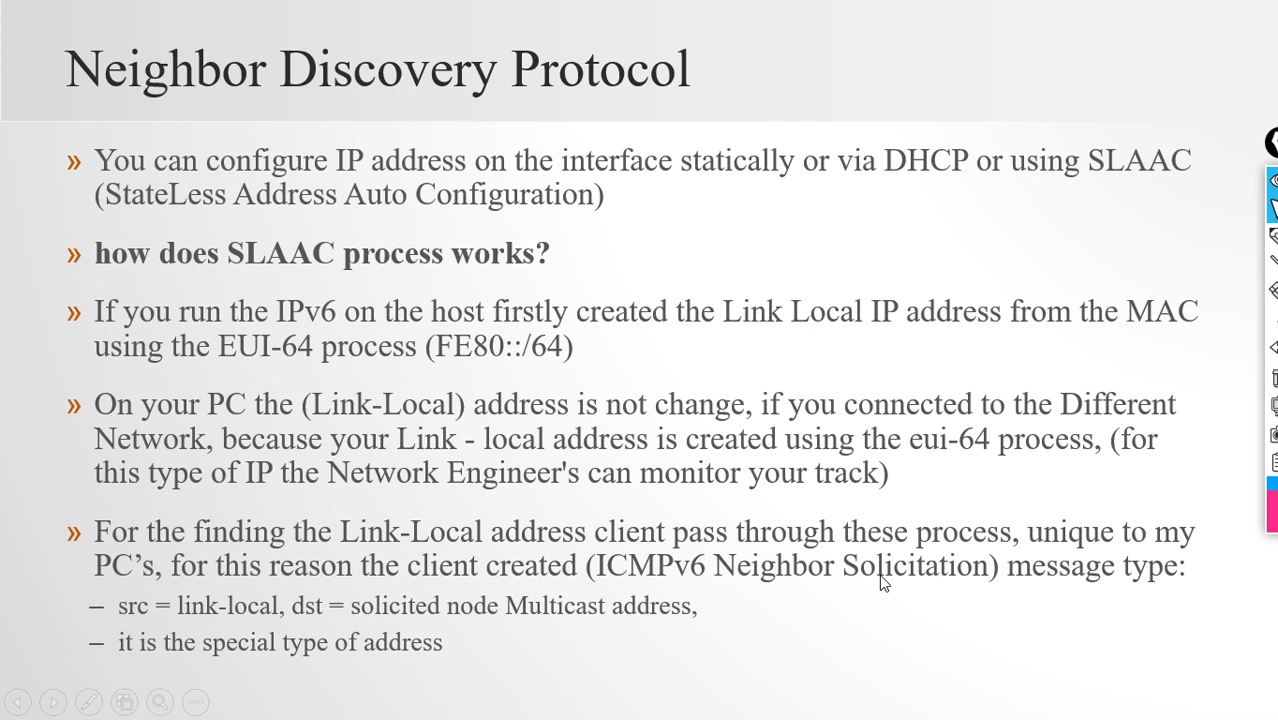 Neighbor Discovery Protocol
» You can configure IP address on the interface statically or via DHCP or using SLAAC
(StateLess Address Auto Configuration)
» how does SLAAC process works?
» If you run the IPv6 on the host firstly created the Link Local IP address from the MAC
using the EUI-64 process (FE80::/64)
» On your PC the (Link-Local) address is not change, if you connected to the Different
Network, because your Link - local address is created using the eui-64 process, (for
this type of IP the Network Engineer's can monitor your track)
» For the finding the Link-Local address client pass through these process, unique to my
PC’s, for this reason the client created (ICMPv6 Neighbor Solicitation) message type:
– src = link-local, dst = solicited node Multicast address,
– it is the special type of address